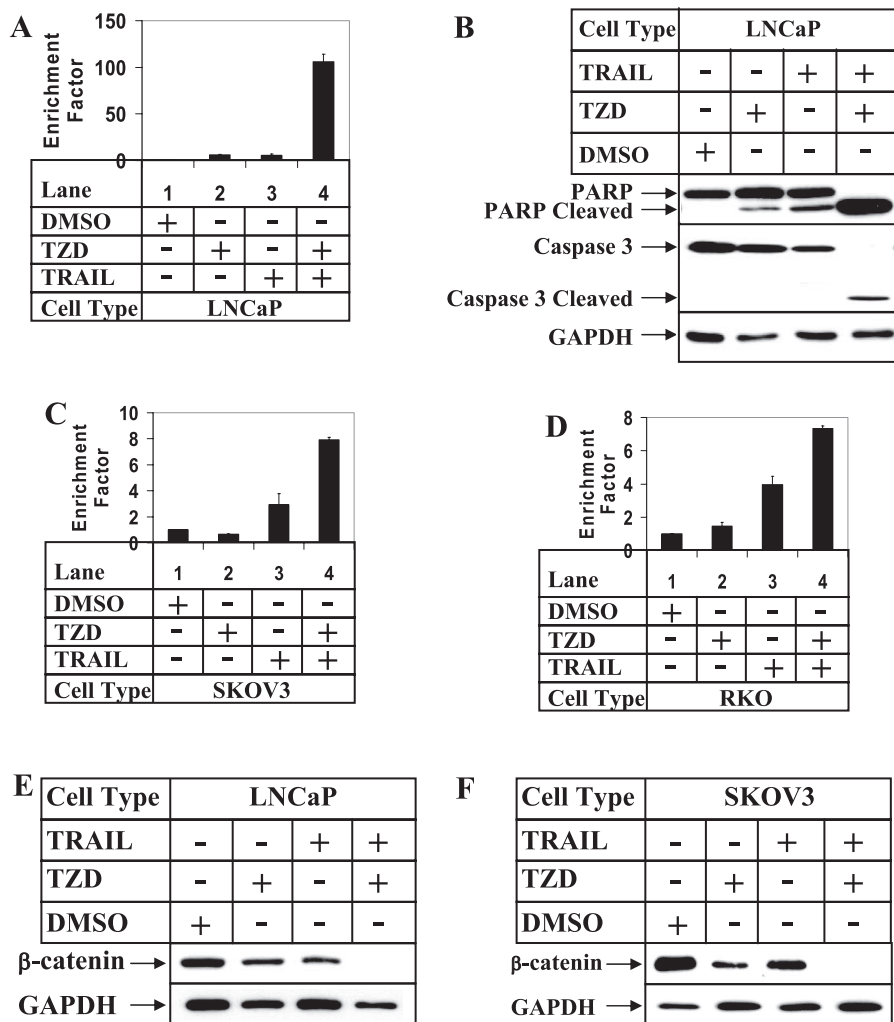 A
Enrichment
Factor
150
100
50
0
Lane 1 2 3 4
DMSO + - - -
TZD - + - +
TRAIL - - + +
Cell Type LNCaP
B
Cell Type LNCaP
TRAIL - - + +
TZD - + - +
DMSO + - - -
PARP
PARP Cleaved
Caspase 3
Caspase 3 Cleaved
GAPDH
C
Enrichment
Factor
10
8
6
4
2
0
Lane 1 2 3 4
DMSO + - - -
TZD - + - +
TRAIL - - + +
Cell Type SKOV3
D
Enrichment
Factor
8
6
4
2
0
Lane 1 2 3 4
DMSO + - - -
TZD - + - +
TRAIL - - + +
Cell Type RKO
E
Cell Type LNCaP
TRAIL - - + +
TZD - + - +
DMSO + - - -
β-catenin
GAPDH
F
Cell Type SKOV3
TRAIL - - + +
TZD - + - +
DMSO + - - -
β-catenin
GAPDH